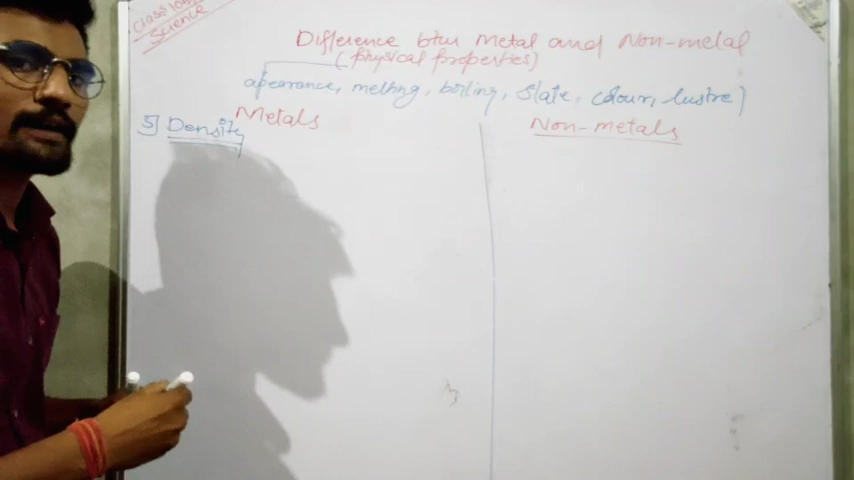 Class 10th
Science
Difference btw Metal and Non-metal
(physical properties)
apearance, melting, boiling, State, colour, lustre)
Metals
Non-metals
5) Density